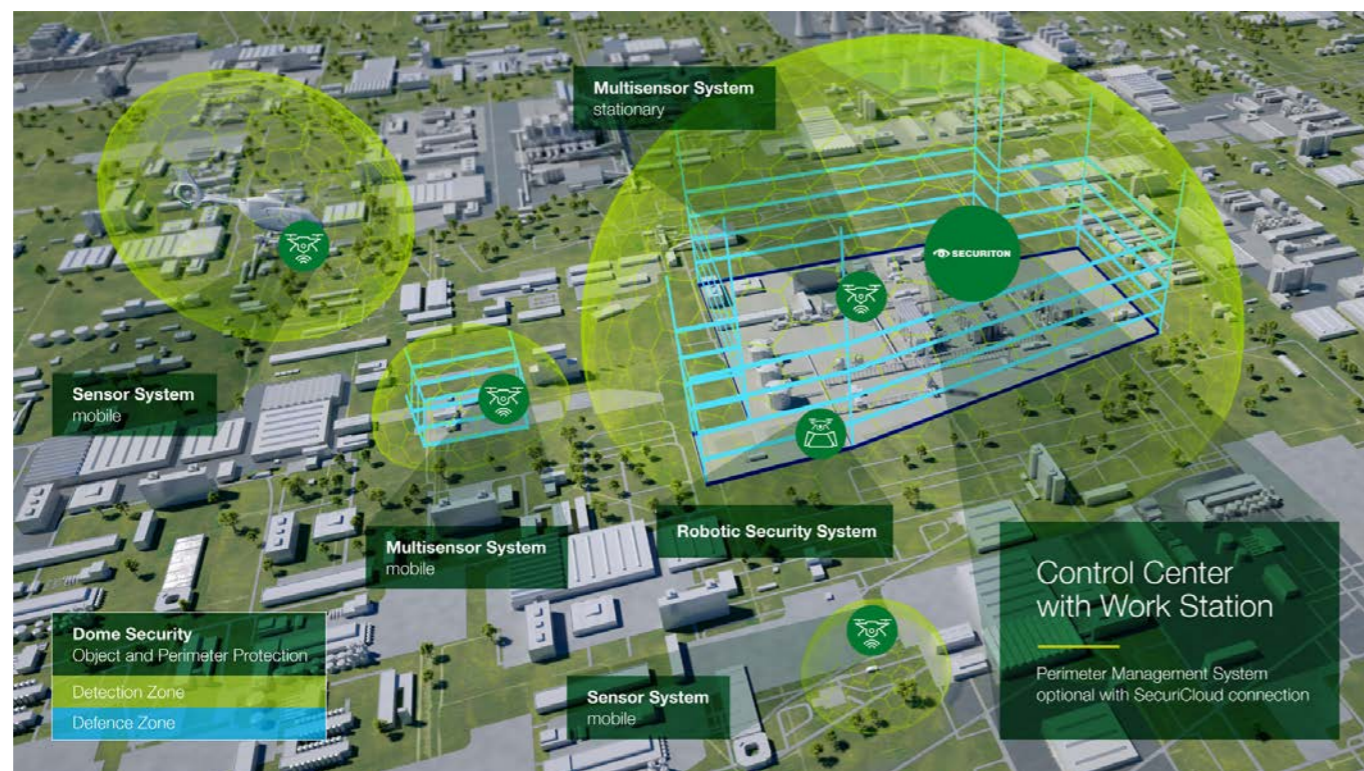 Multisensor System
stationary
SECURITON
Sensor System
mobile
Multisensor System
mobile
Robotic Security System
Control Center
with Work Station
Perimeter Management System
optional with SecuriCloud connection
Dome Security
Object and Perimeter Protection
Detection Zone
Defence Zone
Sensor System
mobile